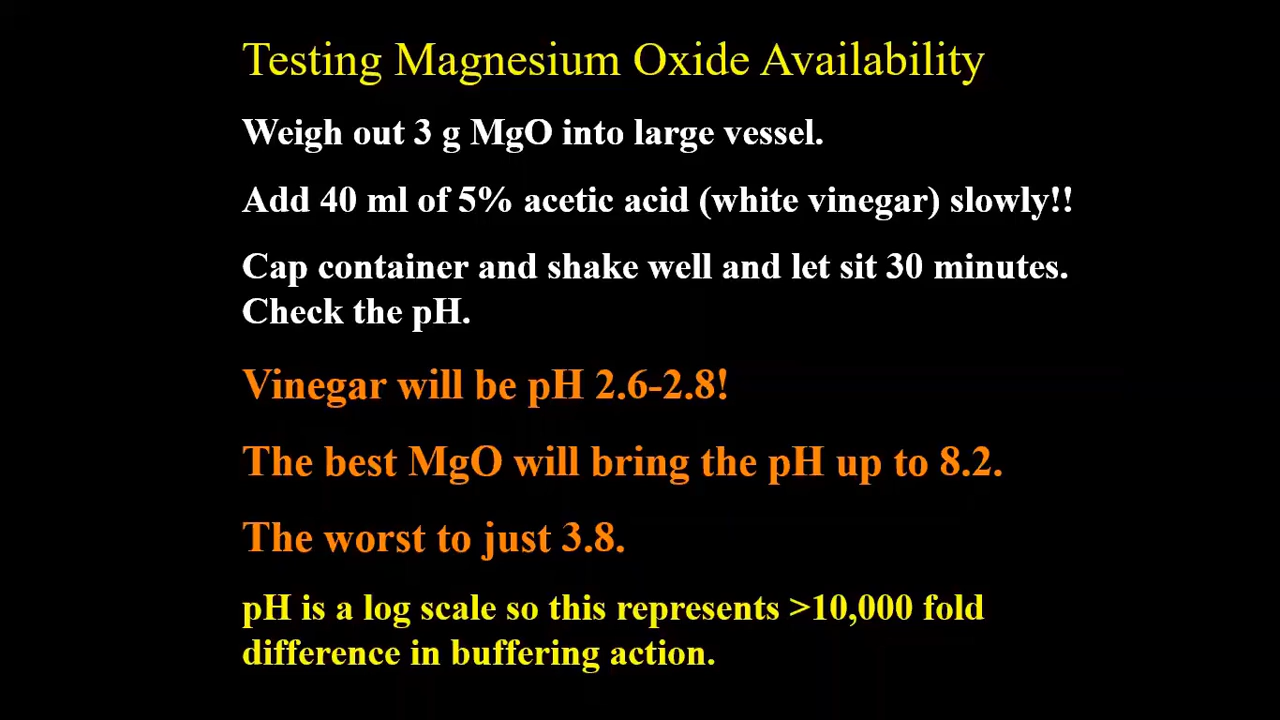 Testing Magnesium Oxide Availability
Weigh out 3 g MgO into large vessel.
Add 40 ml of 5% acetic acid (white vinegar) slowly!!
Cap container and shake well and let sit 30 minutes.
Check the pH.
Vinegar will be pH 2.6-2.8!
The best MgO will bring the pH up to 8.2.
The worst to just 3.8.
pH is a log scale so this represents >10,000 fold
difference in buffering action.